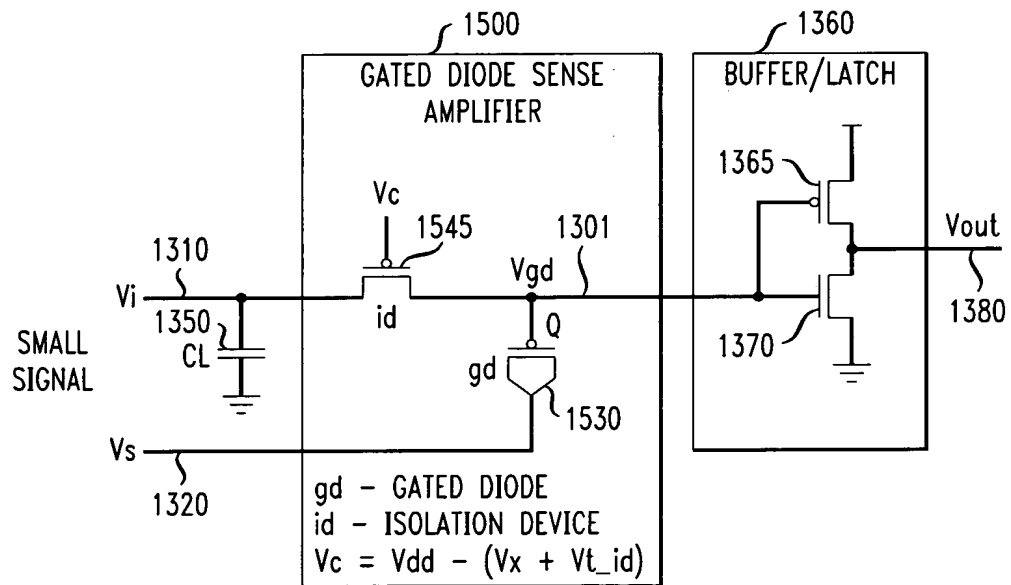 1500
1360
GATED DIODE SENSE
AMPLIFIER
BUFFER/LATCH
1365
Vc
1545
1301
Vout
1310
Vgd
Vi
id
Q
1380
1350
CL
gd
1370
SMALL
SIGNAL
1530
Vs
1320
gd - GATED DIODE
id - ISOLATION DEVICE
Vc = Vdd - (Vx + Vt_id)